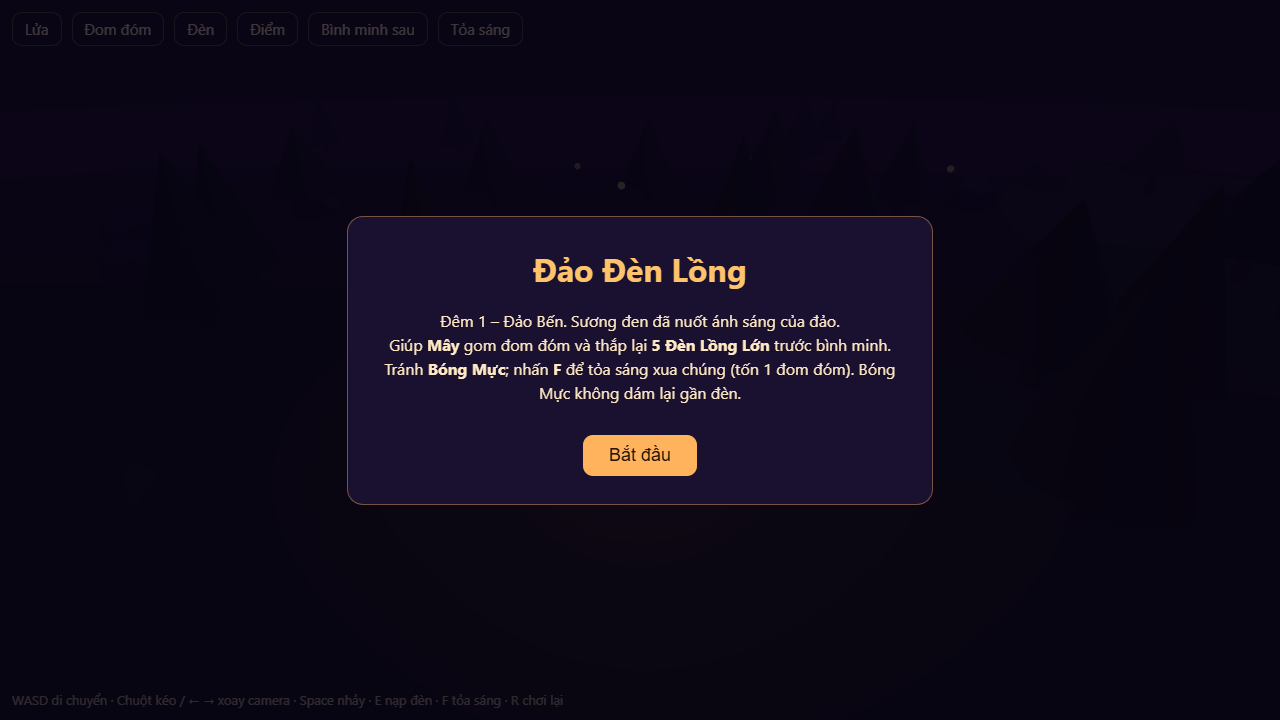 Lửa
Đom đóm
Đèn
Điểm
Bình minh sau
Tỏa sáng
Đảo Đèn Lồng
Đêm 1 – Đảo Bến. Sương đen đã nuốt ánh sáng của đảo.
Giúp Mây gom đom đóm và thắp lại 5 Đèn Lồng Lớn trước bình minh.
Tránh Bóng Mực; nhấn F để tỏa sáng xua chúng (tốn 1 đom đóm). Bóng
Mực không dám lại gần đèn.
Bắt đầu
WASD di chuyển · Chuột kéo / ← → xoay camera · Space nhảy · E nạp đèn · F tỏa sáng · R chơi lại